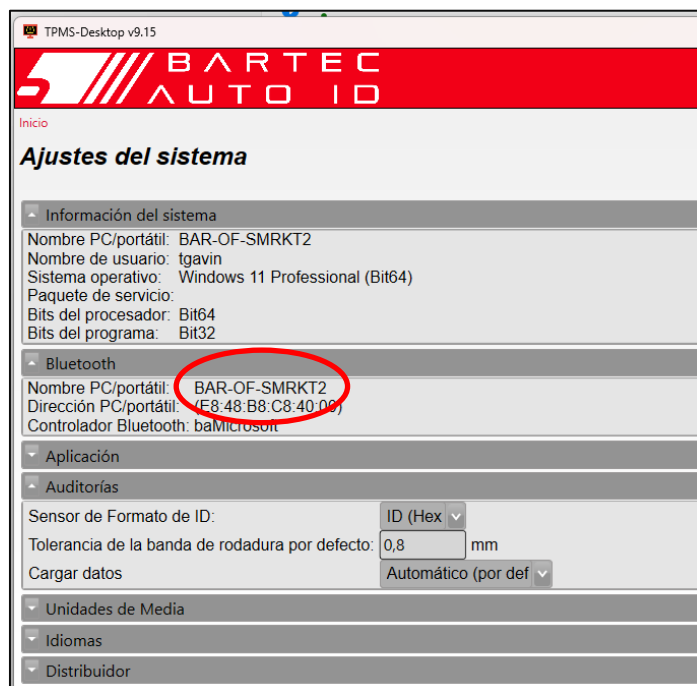 TPMS-Desktop v9.15
BARTEC
AUTO ID
Inicio
Ajustes del sistema
Información del sistema
Nombre PC/portátil: BAR-OF-SMRKT2
Nombre de usuario: tgavin
Sistema operativo: Windows 11 Professional (Bit64)
Paquete de servicio:
Bits del procesador: Bit64
Bits del programa: Bit32
Bluetooth
Nombre PC/portátil: BAR-OF-SMRKT2
Dirección PC/portátil: (E8:48:B8:C8:40:00)
Controlador Bluetooth: baMicrosoft
Aplicación
Auditorías
Sensor de Formato de ID: ID (Hex
Tolerancia de la banda de rodadura por defecto: 0,8 mm
Cargar datos Automático (por def
Unidades de Media
Idiomas
Distribuidor